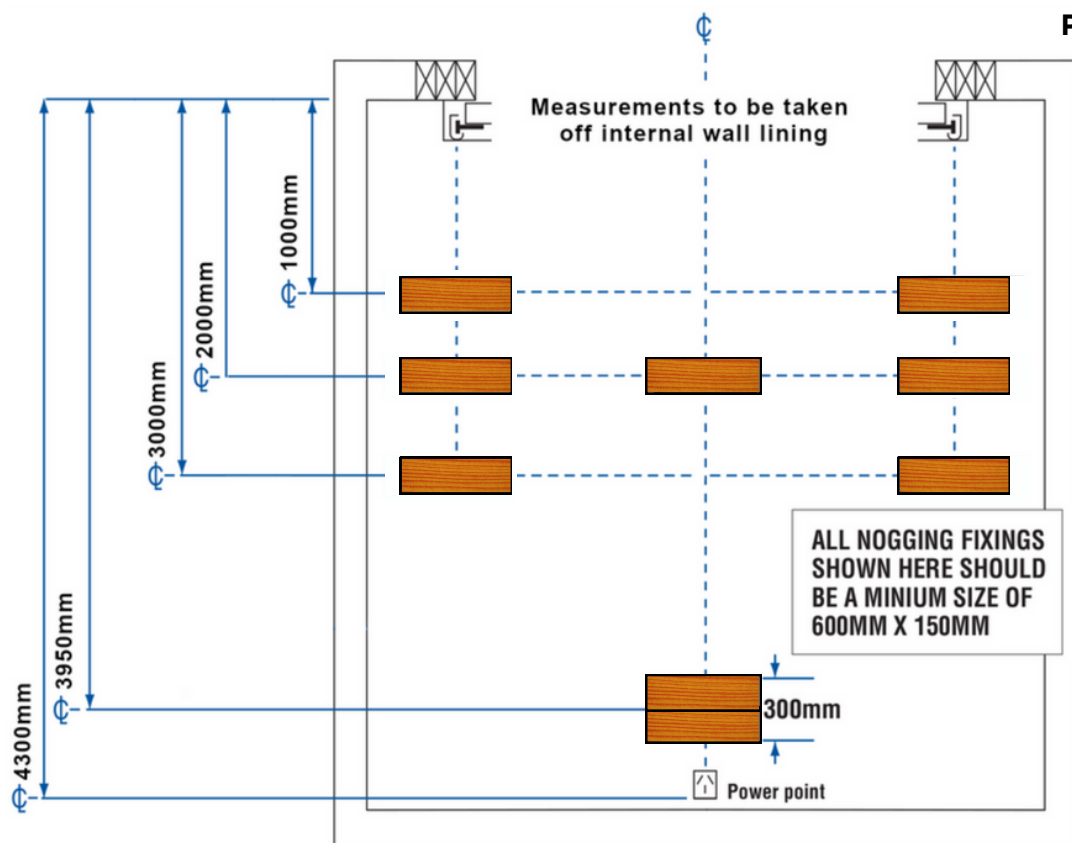 P
℄
Measurements to be taken
off internal wall lining
1000mm
2000mm
3000mm
3950mm
4300mm
℄
℄
℄
℄
℄
ALL NOGGING FIXINGS
SHOWN HERE SHOULD
BE A MINIUM SIZE OF
600MM X 150MM
300mm
Power point